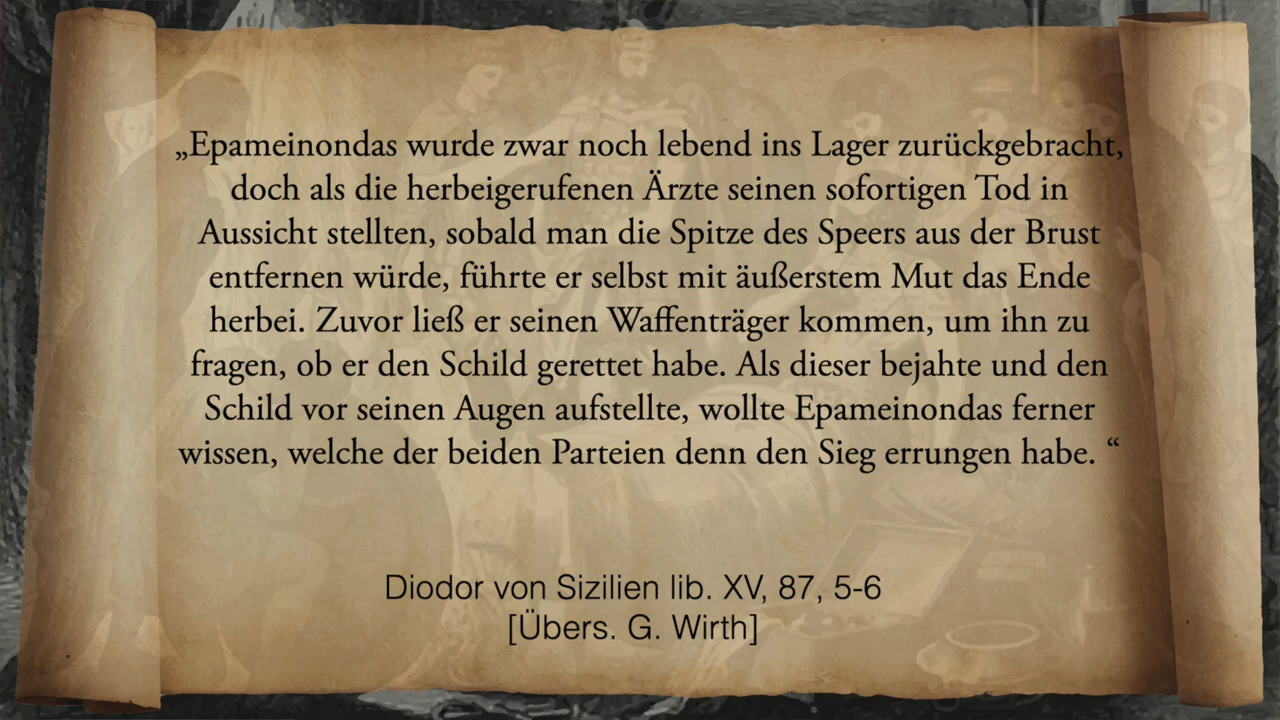 „Epameinondas wurde zwar noch lebend ins Lager zurückgebracht,
doch als die herbeigerufenen Ärzte seinen sofortigen Tod in
Aussicht stellten, sobald man die Spitze des Speers aus der Brust
entfernen würde, führte er selbst mit äußerstem Mut das Ende
herbei. Zuvor ließ er seinen Waffenträger kommen, um ihn zu
fragen, ob er den Schild gerettet habe. Als dieser bejahte und den
Schild vor seinen Augen aufstellte, wollte Epameinondas ferner
wissen, welche der beiden Parteien denn den Sieg errungen habe. “
Diodor von Sizilien lib. XV, 87, 5-6
[Übers. G. Wirth]